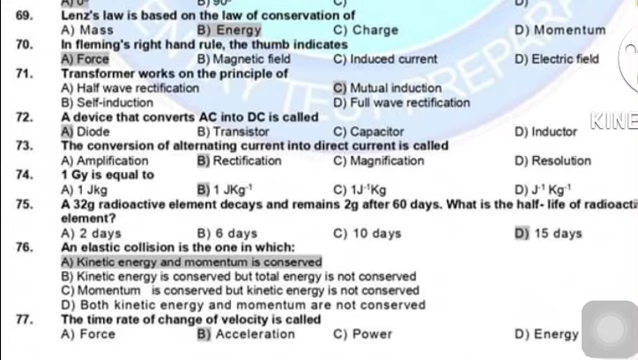 69. Lenz's law is based on the law of conservation of
A) Mass B) Energy C) Charge D) Momentum
70. In fleming's right hand rule, the thumb indicates
A) Force B) Magnetic field C) Induced current D) Electric field
71. Transformer works on the principle of
A) Half wave rectification C) Mutual induction
B) Self-induction D) Full wave rectification
72. A device that converts AC into DC is called
A) Diode B) Transistor C) Capacitor D) Inductor
KINE
73. The conversion of alternating current into direct current is called
A) Amplification B) Rectification C) Magnification D) Resolution
74. 1 Gy is equal to
A) 1 Jkg B) 1 JKg⁻¹ C) 1J⁻¹Kg D) J⁻¹ Kg⁻¹
75. A 32g radioactive element decays and remains 2g after 60 days. What is the half- life of radioacti
element?
A) 2 days B) 6 days C) 10 days D) 15 days
76. An elastic collision is the one in which:
A) Kinetic energy and momentum is conserved
B) Kinetic energy is conserved but total energy is not conserved
C) Momentum is conserved but kinetic energy is not conserved
D) Both kinetic energy and momentum are not conserved
77. The time rate of change of velocity is called
A) Force B) Acceleration C) Power D) Energy